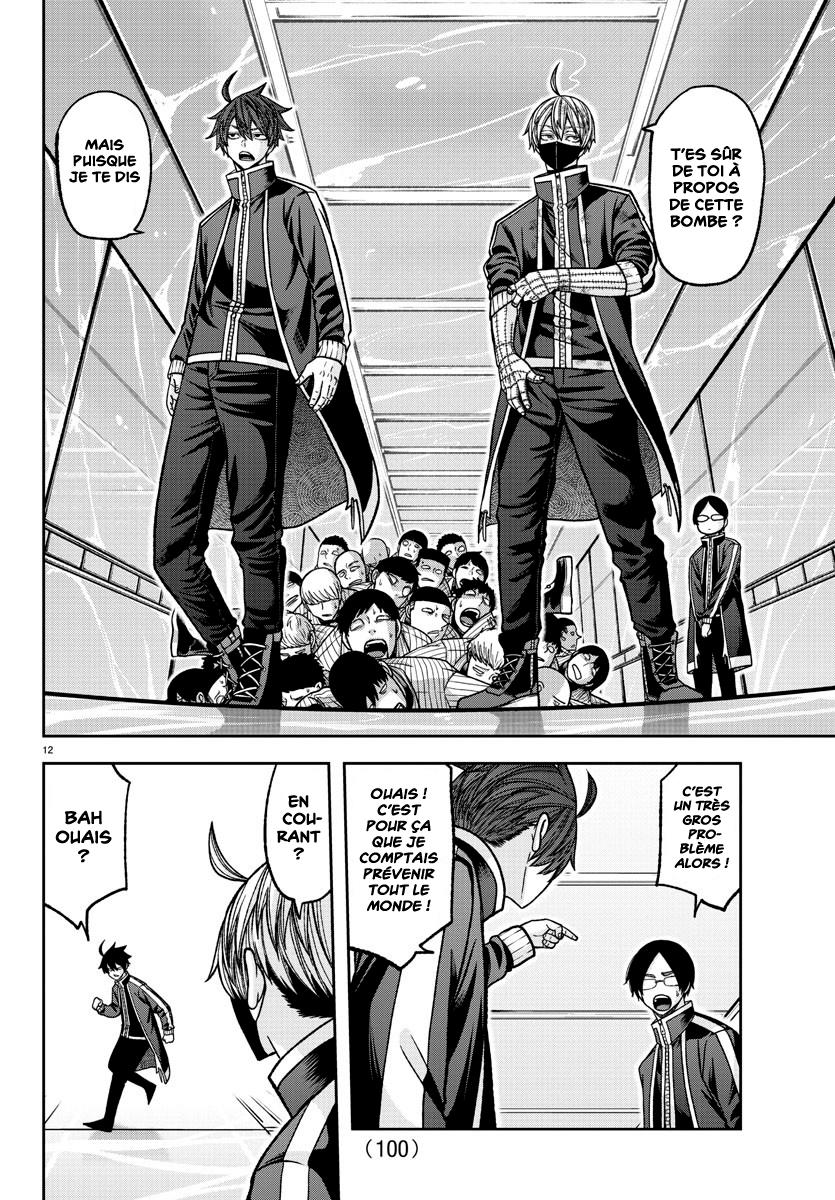 T'ES SÛR
DE TOI À
PROPOS
DE CETTE
BOMBE ?
MAIS
PUISQUE
JE TE DIS
12
C'EST
UN TRÈS
GROS
PRO-
BLÈME
ALORS !
OUAIS !
C'EST
POUR ÇA
QUE JE
COMPTAIS
PRÉVENIR
TOUT LE
MONDE !
EN
COU-
RANT
?
BAH
OUAIS
?
(100)